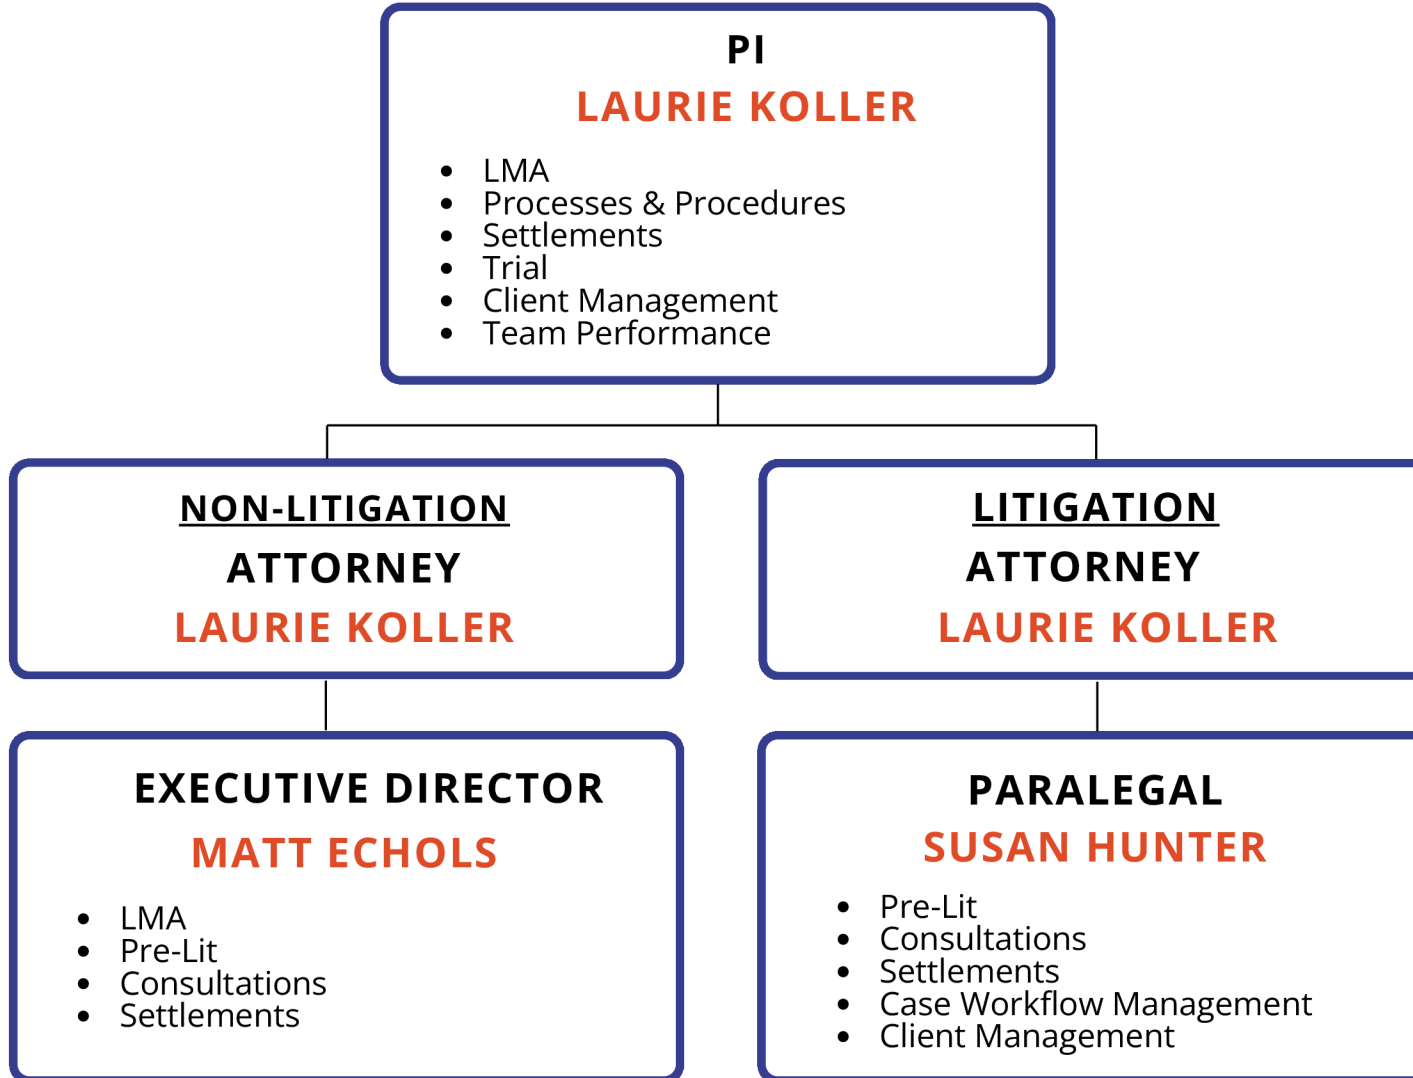 PI
LAURIE KOLLER
• LMA
• Processes & Procedures
• Settlements
• Trial
• Client Management
• Team Performance
NON-LITIGATION
ATTORNEY
LAURIE KOLLER
LITIGATION
ATTORNEY
LAURIE KOLLER
EXECUTIVE DIRECTOR
MATT ECHOLS
• LMA
• Pre-Lit
• Consultations
• Settlements
PARALEGAL
SUSAN HUNTER
• Pre-Lit
• Consultations
• Settlements
• Case Workflow Management
• Client Management